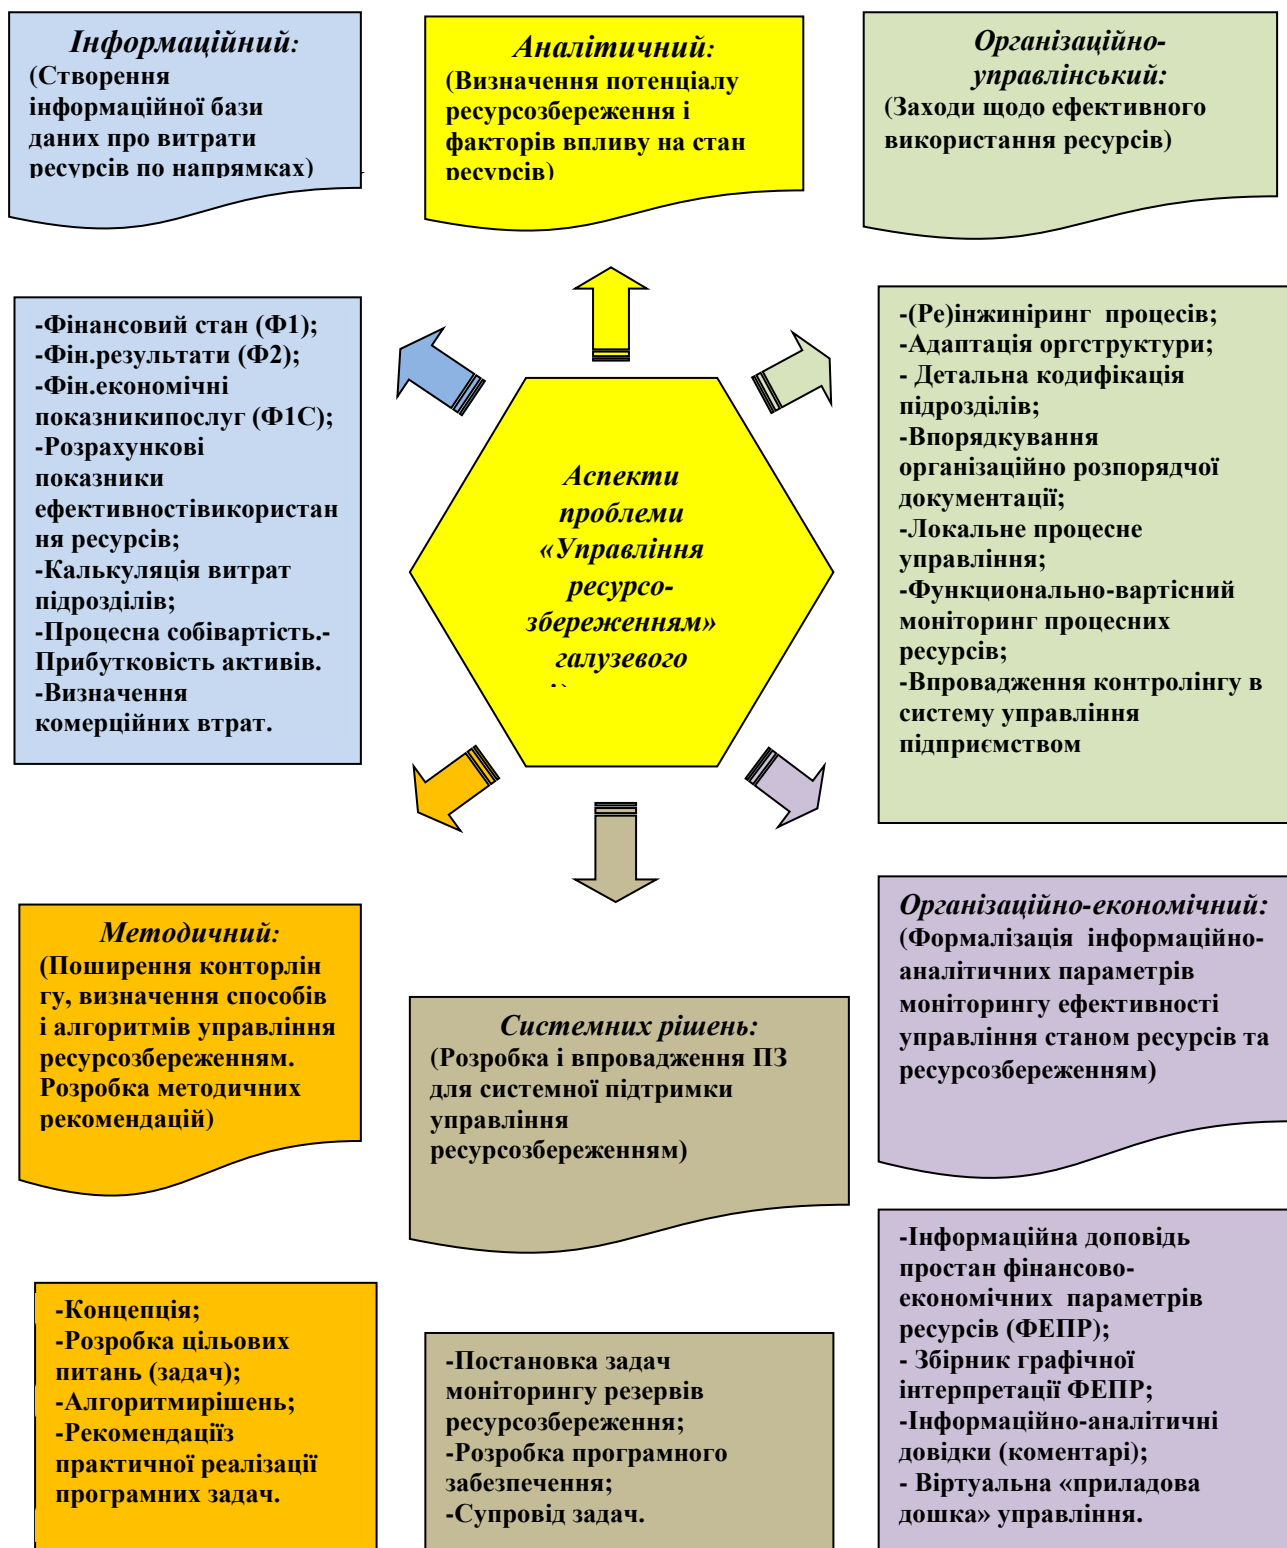 Інформаційний:
(Створення
інформаційної бази
даних про витрати
ресурсів по напрямках)
Аналітичний:
(Визначення потенціалу
ресурсозбереження і
факторів впливу на стан
ресурсів)
Організаційно-
управлінський:
(Заходи щодо ефективного
використання ресурсів)
-Фінансовий стан (Ф1);
-Фін.результати (Ф2);
-Фін.економічні
показникипослуг (Ф1С);
-Розрахункові
показники
ефективностівикористан
ня ресурсів;
-Калькуляція витрат
підрозділів;
-Процесна собівартість.-
Прибутковість активів.
-Визначення
комерційних втрат.
Аспекти
проблеми
«Управління
ресурсо-
збереженням»
галузевого
-(Ре)інжиніринг процесів;
-Адаптація оргструктури;
- Детальна кодифікація
підрозділів;
-Впорядкування
організаційно розпорядчої
документації;
-Локальне процесне
управління;
-Функционально-вартісний
моніторинг процесних
ресурсів;
-Впровадження контролінгу в
систему управління
підприємством
Методичний:
(Поширення конторлін
гу, визначення способів
і алгоритмів управління
ресурсозбереженням.
Розробка методичних
рекомендацій)
Системних рішень:
(Розробка і впровадження ПЗ
для системної підтримки
управління
ресурсозбереженням)
Організаційно-економічний:
(Формалізація інформаційно-
аналітичних параметрів
моніторингу ефективності
управління станом ресурсів та
ресурсозбереженням)
-Концепція;
-Розробка цільових
питань (задач);
-Алгоритмирішень;
-Рекомендаціїз
практичної реалізації
програмних задач.
-Постановка задач
моніторингу резервів
ресурсозбереження;
-Розробка програмного
забезпечення;
-Супровід задач.
-Інформаційна доповідь
простан фінансово-
економічних параметрів
ресурсів (ФЕПР);
- Збірник графічної
інтерпретації ФЕПР;
-Інформаційно-аналітичні
довідки (коментарі);
- Віртуальна «приладова
дошка» управління.